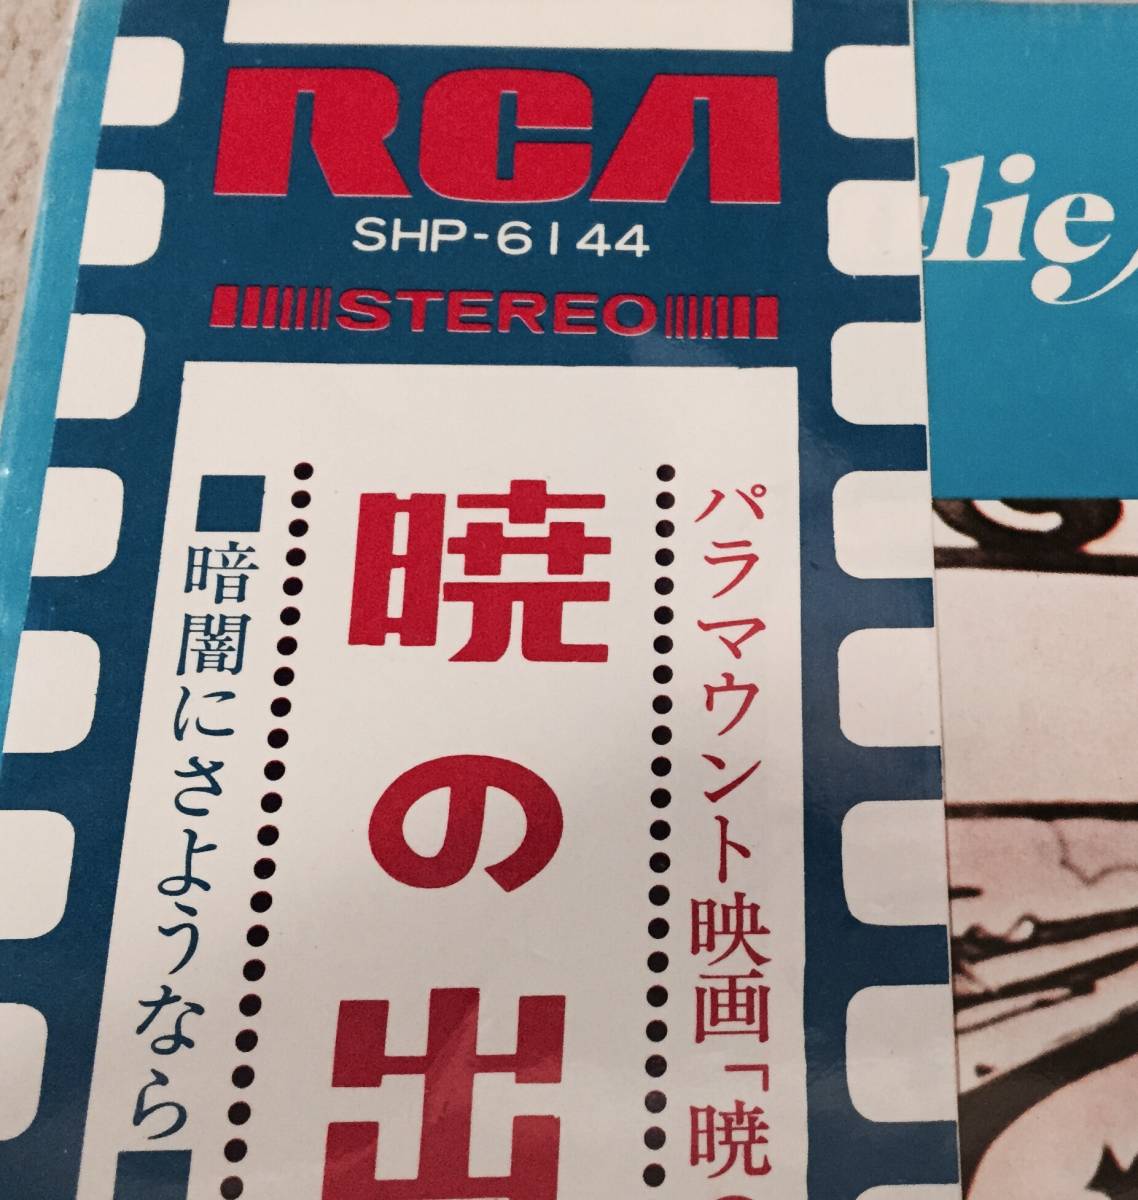 RCA
SHP-6144
STEREO
パラマウント映画「暁
暁の出
■暗闇にさようなら■
lie